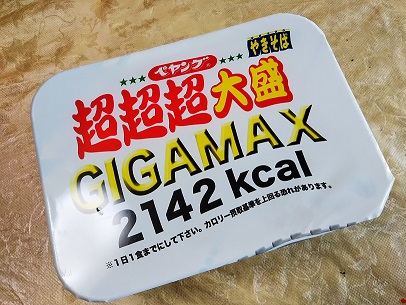 ペヤング
やきそば
超超超大盛
GIGAMAX
2142 kcal
※1日1食までにして下さい。カロリー摂取基準を上回る恐れがあります。